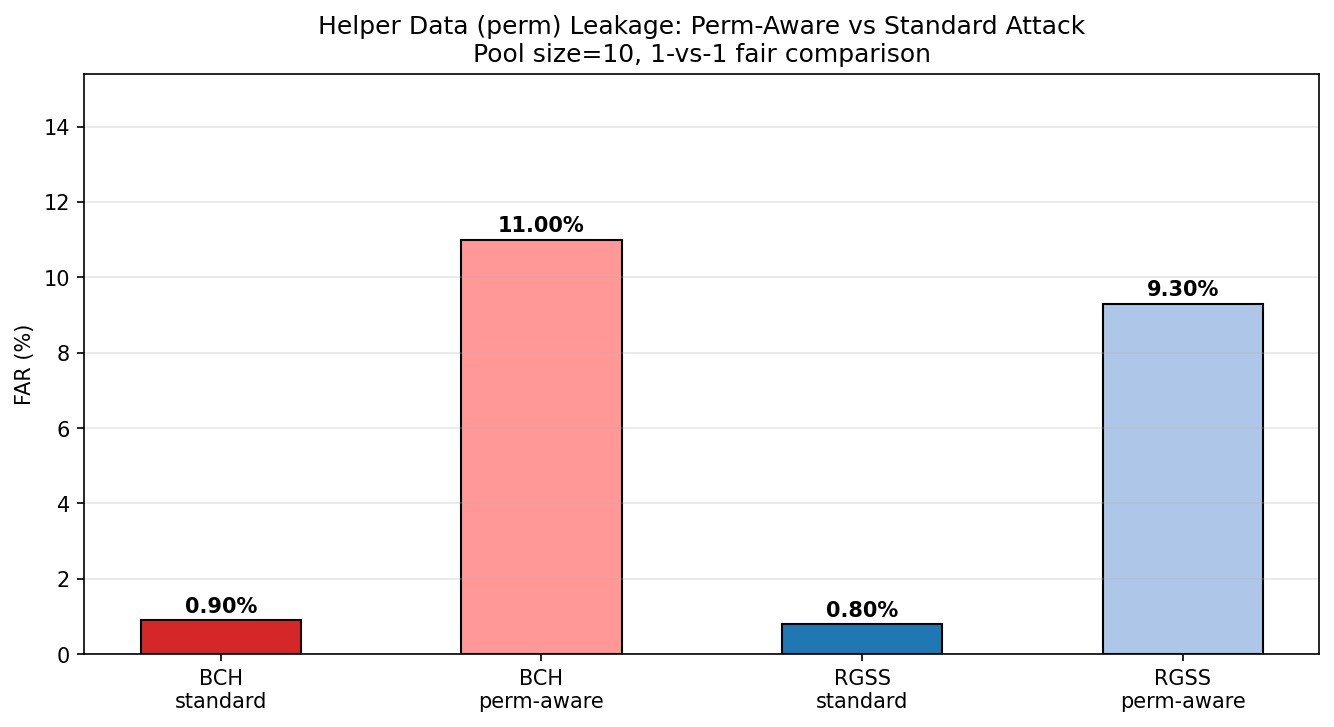 Helper Data (perm) Leakage: Perm-Aware vs Standard Attack
Pool size=10, 1-vs-1 fair comparison
FAR (%)
14
12
10
8
6
4
2
0
0.90%
11.00%
0.80%
9.30%
BCH
standard
BCH
perm-aware
RGSS
standard
RGSS
perm-aware